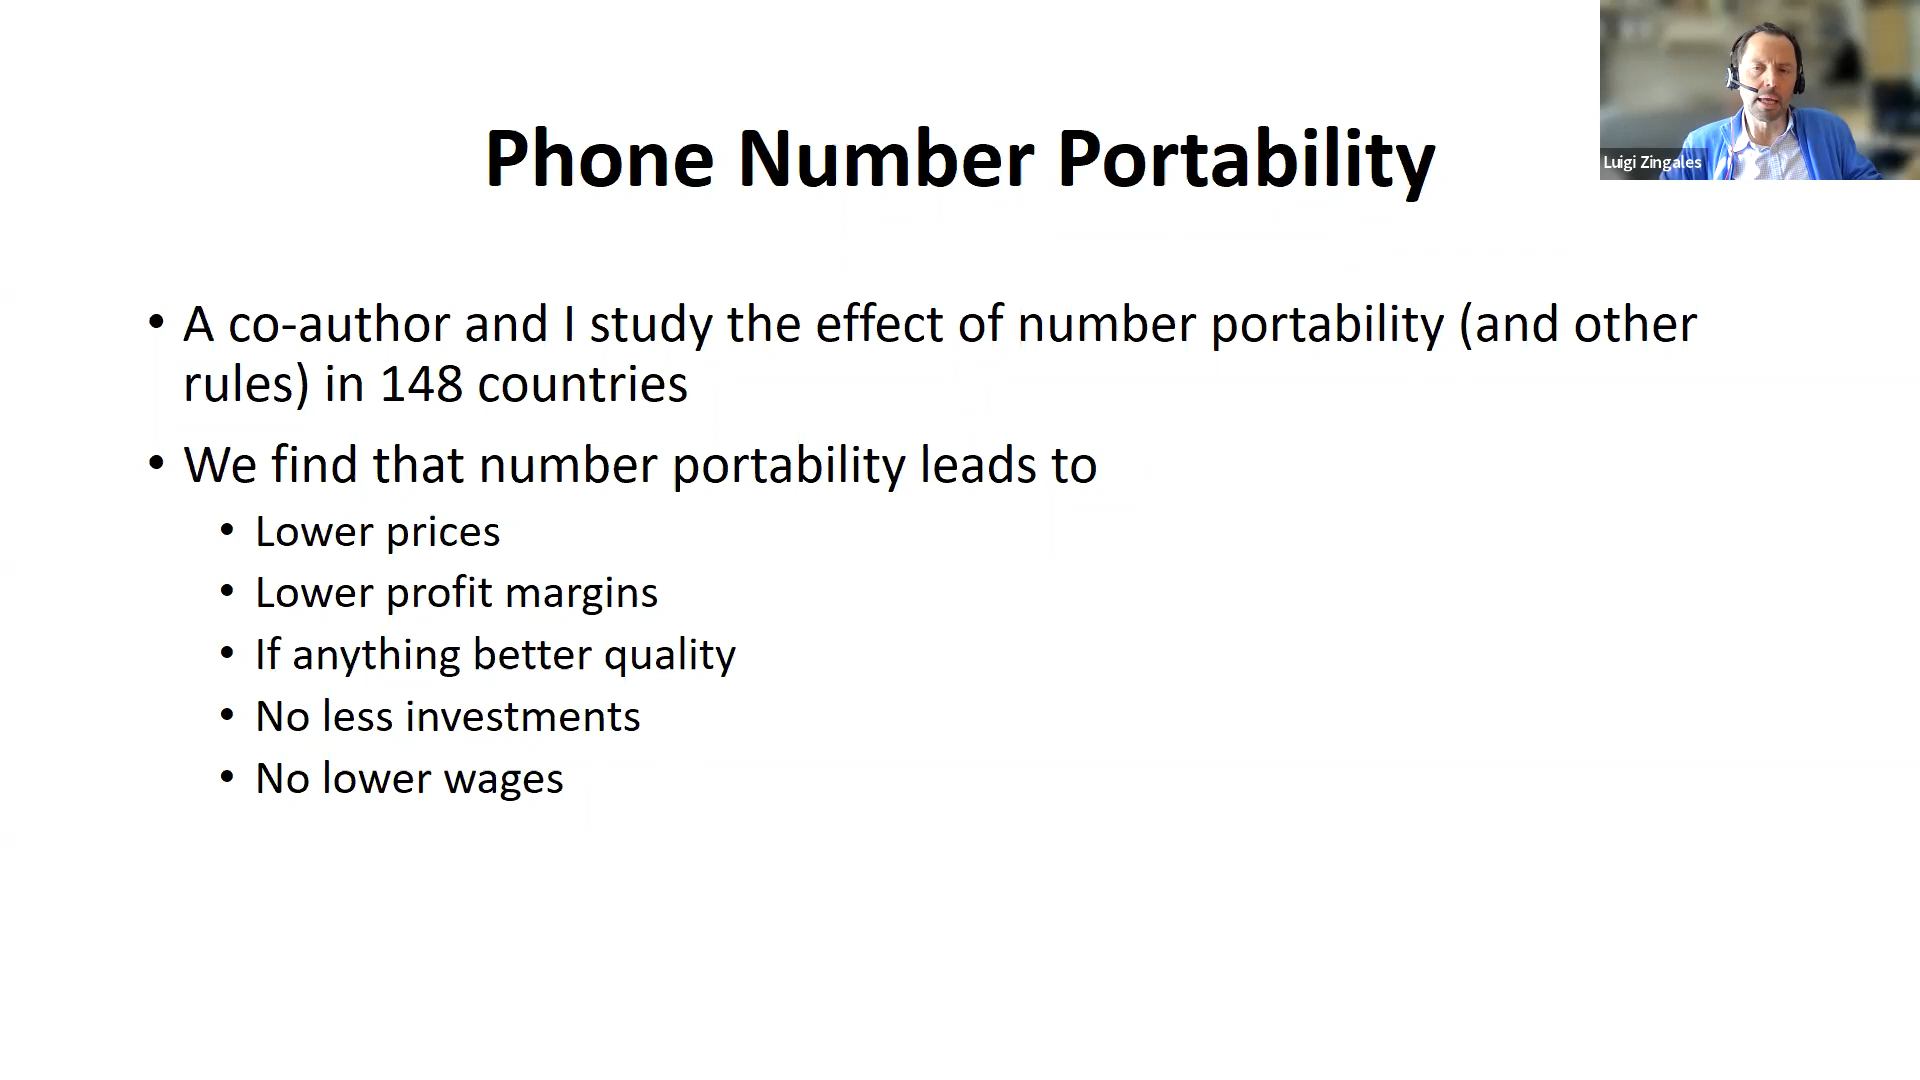 Phone Number Portability
Luigi Zingales
• A co-author and I study the effect of number portability (and other
rules) in 148 countries
• We find that number portability leads to
• Lower prices
• Lower profit margins
• If anything better quality
• No less investments
• No lower wages